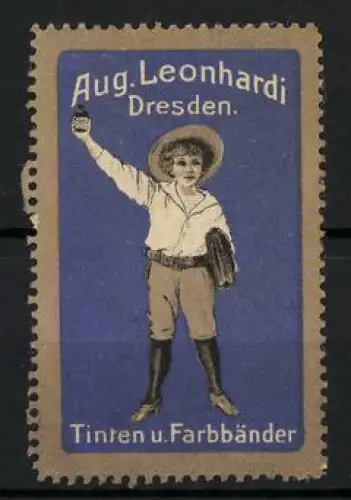 Aug. Leonhardi
Dresden.
Tinten u. Farbbänder